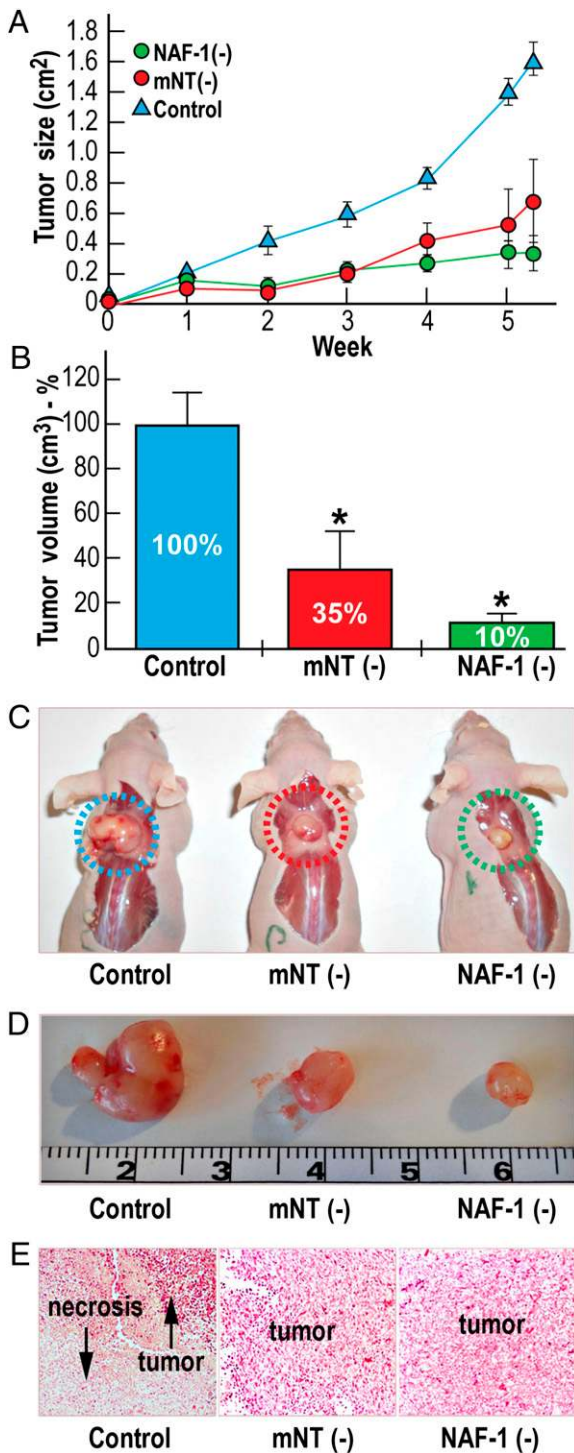 A
Tumor size (cm2)
1.8
1.6
1.4
1.2
1.0
0.8
0.6
0.4
0.2
0
NAF-1(-)
mNT(-)
Control
0 1 2 3 4 5
Week
B
Tumor volume (cm3) - %
120
100
80
60
40
20
0
100%
*
35%
*
10%
Control mNT (-) NAF-1 (-)
C
Control mNT (-) NAF-1 (-)
D
2 3 4 5 6
Control mNT (-) NAF-1 (-)
E
necrosis
tumor
tumor
tumor
Control mNT (-) NAF-1 (-)